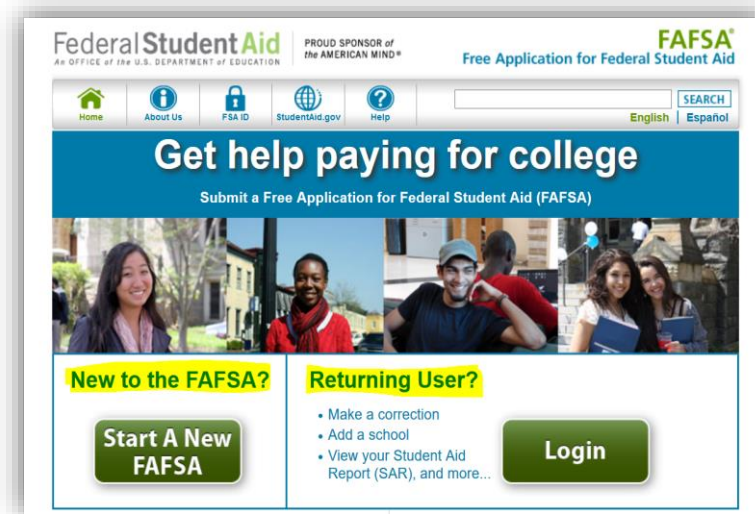 Federal Student Aid
An OFFICE of the U.S. DEPARTMENT of EDUCATION
PROUD SPONSOR of
the AMERICAN MIND®
FAFSA®
Free Application for Federal Student Aid
Home
About Us
FSA ID
StudentAid.gov
Help
SEARCH
English | Español
Get help paying for college
Submit a Free Application for Federal Student Aid (FAFSA)
New to the FAFSA?
Start A New
FAFSA
Returning User?
• Make a correction
• Add a school
• View your Student Aid
Report (SAR), and more...
Login